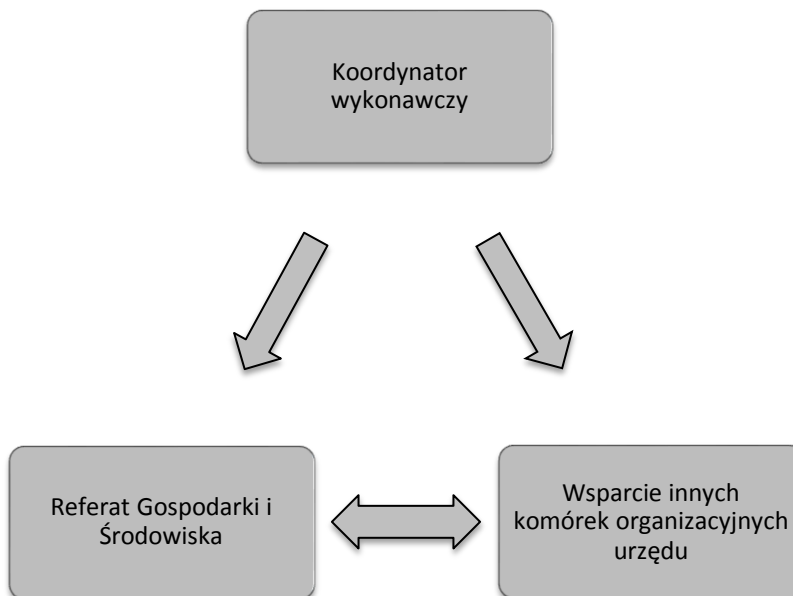 Koordynator
wykonawczy
Referat Gospodarki i
Środowiska
Wsparcie innych
komórek organizacyjnych
urzędu